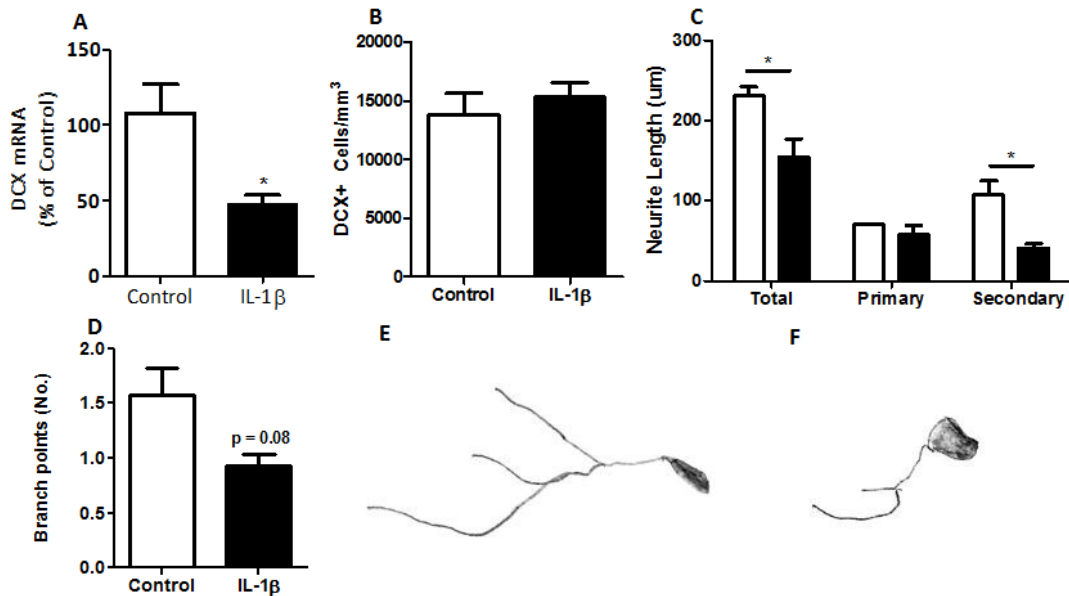 A
DCX mRNA
(% of Control)
150
100
50
0
*
Control IL-1β
B
DCX+ Cells/mm³
20000
15000
10000
5000
0
Control IL-1β
C
Neurite Length (um)
300
200
100
0
*
*
Total Primary Secondary
D
Branch points (No.)
2.0
1.5
1.0
0.5
0.0
p = 0.08
Control IL-1β
E
F